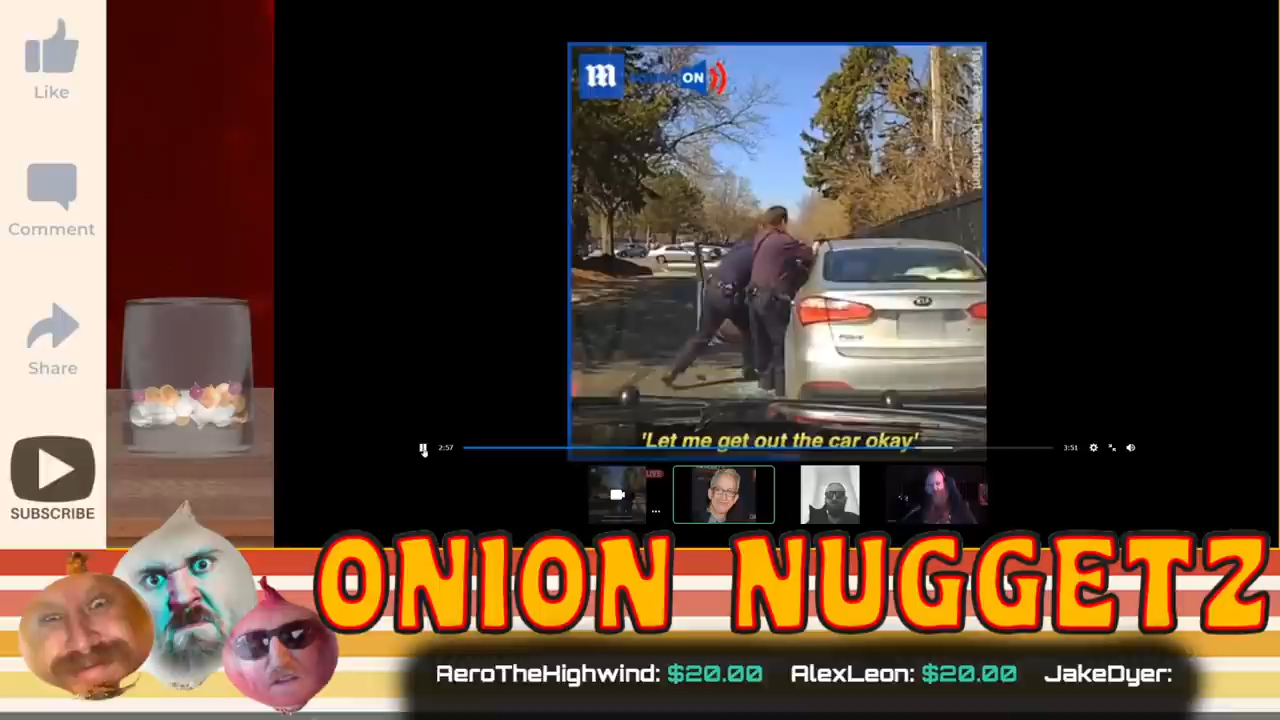 Like
Comment
Share
SUBSCRIBE
m
ON
LIVE
KIA
'Let me get out the car okay'
2:57
3:51
...
ONION NUGGETZ
AeroTheHighwind: $20.00 AlexLeon: $20.00 JakeDyer: